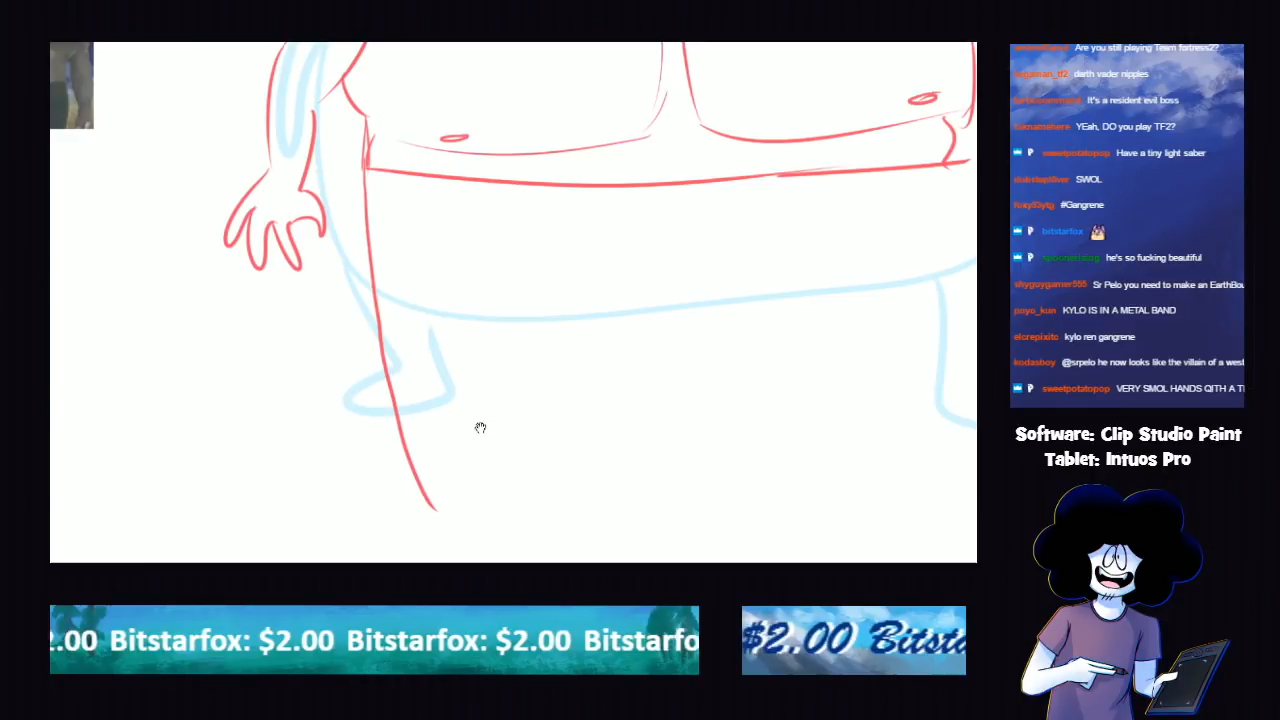 Are you still playing Team fortress2?
darth vader nipples
It's a resident evil boss
YEah, DO you play TF2?
sweetpotatopop Have a tiny light saber
SWOL
#Gangrene
bitstarfox
he's so fucking beautiful
shyguygamer555 Sr Pelo you need to make an EarthBou
poyo_kun KYLO IS IN A METAL BAND
elcrepixito kylo ren gangrene
kodasboy @srpelo he now looks like the villain of a west
sweetpotatopop VERY SMOL HANDS QITH A T
Software: Clip Studio Paint
Tablet: Intuos Pro
2.00 Bitstarfox: $2.00 Bitstarfox: $2.00 Bitstarfo
$2.00 Bitsta